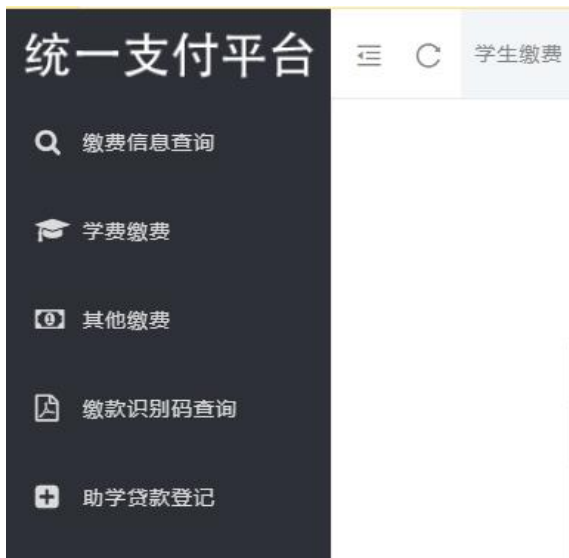 统一支付平台
学生缴费
缴费信息查询
学费缴费
其他缴费
缴款识别码查询
助学贷款登记